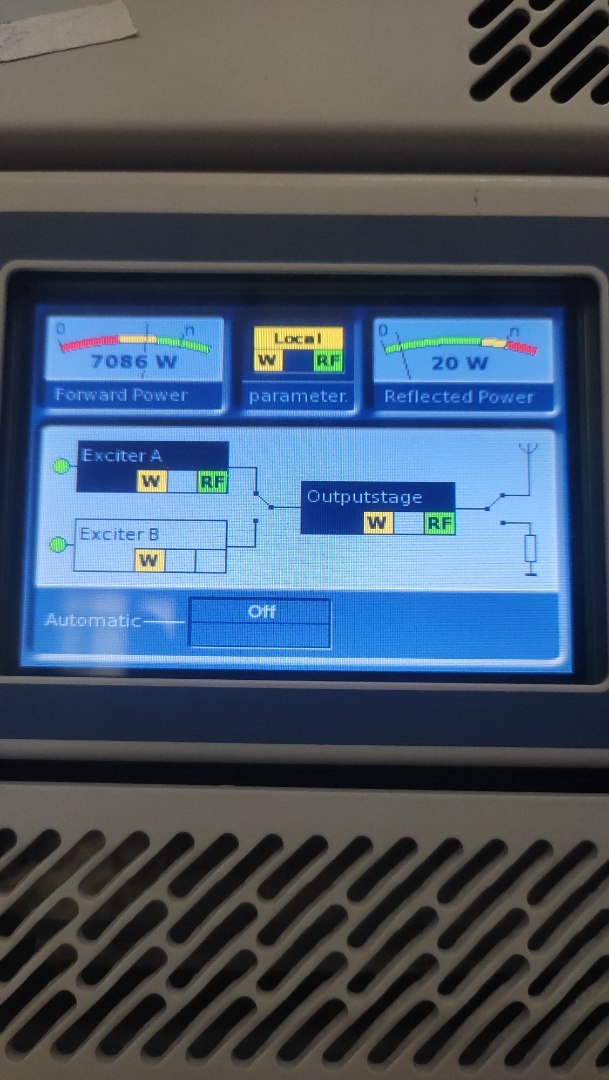 0 n
7086 W
Forward Power
Local
W RF
parameter.
0 n
20 W
Reflected Power
Exciter A
W RF
Exciter B
W
Outputstage
W RF
Automatic
Off